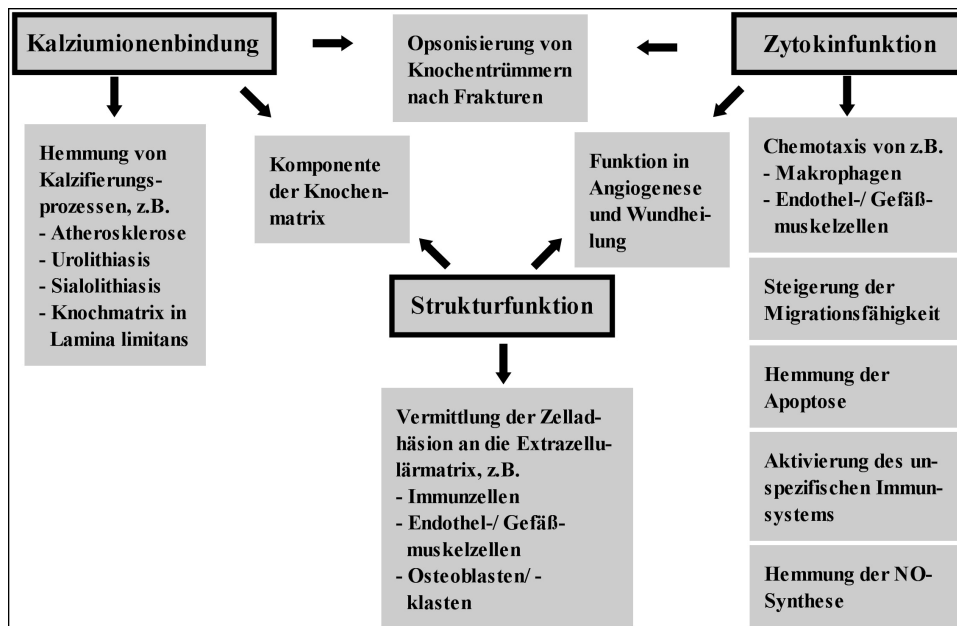 Kalziumionenbindung
Opsonisierung von
Knochentrümmern
nach Frakturen
Zytokinfunktion
Hemmung von
Kalzifierungs-
prozessen, z.B.
- Atherosklerose
- Urolithiasis
- Sialolithiasis
- Knochmatrix in
Lamina limitans
Komponente
der Knochen-
matrix
Funktion in
Angiogenese
und Wundhei-
lung
Chemotaxis von z.B.
- Makrophagen
- Endothel-/ Gefäß-
muskelzellen
Strukturfunktion
Steigerung der
Migrationsfähigkeit
Hemmung der
Apoptose
Vermittlung der Zellad-
häsion an die Extrazellu-
lärmatrix, z.B.
- Immunzellen
- Endothel-/ Gefäß-
muskelzellen
- Osteoblasten/ -
klasten
Aktivierung des un-
spezifischen Immun-
systems
Hemmung der NO-
Synthese